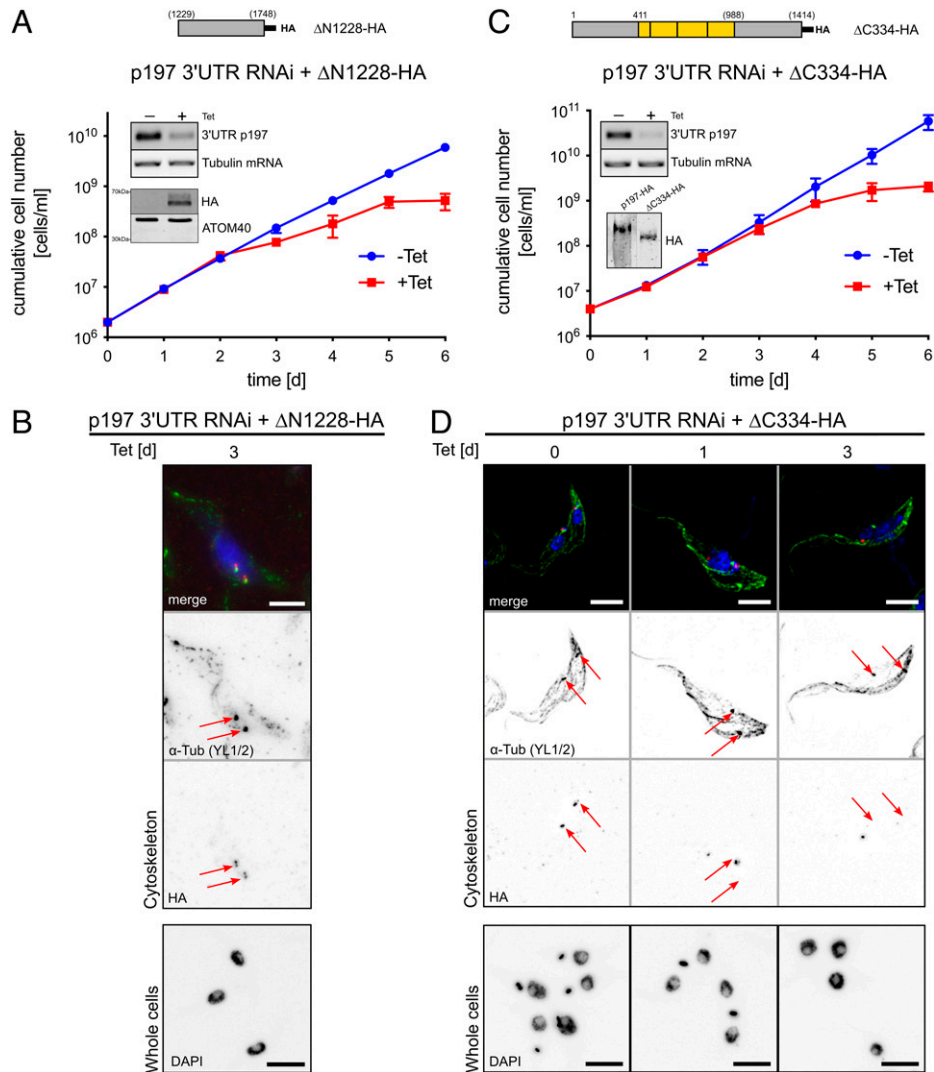 A
(1229) (1748)
HA ΔN1228-HA
p197 3'UTR RNAi + ΔN1228-HA
cumulative cell number
[cells/ml]
10^10
10^9
10^8
10^7
10^6
− + Tet
3'UTR p197
Tubulin mRNA
70kDa
HA
ATOM40
30kDa
-Tet
+Tet
0 1 2 3 4 5 6
time [d]
C
1 411 (988) (1414)
HA ΔC334-HA
p197 3'UTR RNAi + ΔC334-HA
cumulative cell number
[cells/ml]
10^11
10^10
10^9
10^8
10^7
10^6
− + Tet
3'UTR p197
Tubulin mRNA
p197-HA
ΔC334-HA
HA
-Tet
+Tet
0 1 2 3 4 5 6
time [d]
B
p197 3'UTR RNAi + ΔN1228-HA
Tet [d] 3
merge
α-Tub (YL1/2)
HA
Cytoskeleton
DAPI
Whole cells
D
p197 3'UTR RNAi + ΔC334-HA
Tet [d] 0 1 3
merge
α-Tub (YL1/2)
HA
Cytoskeleton
DAPI
Whole cells